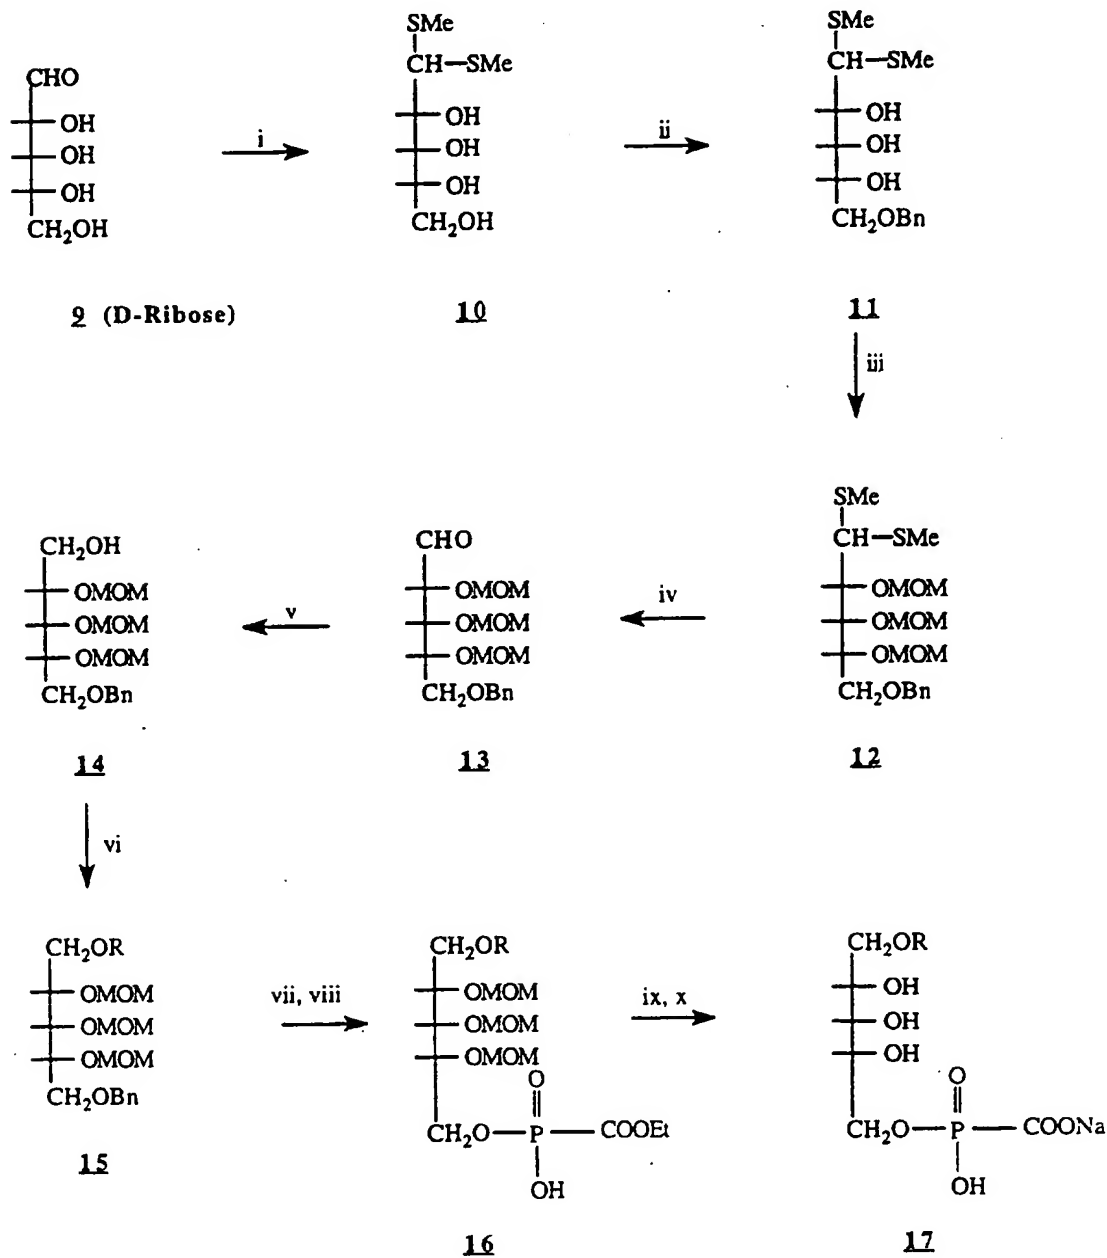 CHO
OH
OH
OH
CH2OH
9 (D-Ribose)
i
SMe
CH-SMe
OH
OH
OH
CH2OH
10
ii
SMe
CH-SMe
OH
OH
OH
CH2OBn
11
iii
SMe
CH-SMe
OMOM
OMOM
OMOM
CH2OBn
12
iv
CHO
OMOM
OMOM
OMOM
CH2OBn
13
v
CH2OH
OMOM
OMOM
OMOM
CH2OBn
14
vi
CH2OR
OMOM
OMOM
OMOM
CH2OBn
15
vii, viii
CH2OR
OMOM
OMOM
OMOM
O
CH2O-P-COOEt
OH
16
ix, x
CH2OR
OH
OH
OH
O
CH2O-P-COONa
OH
17